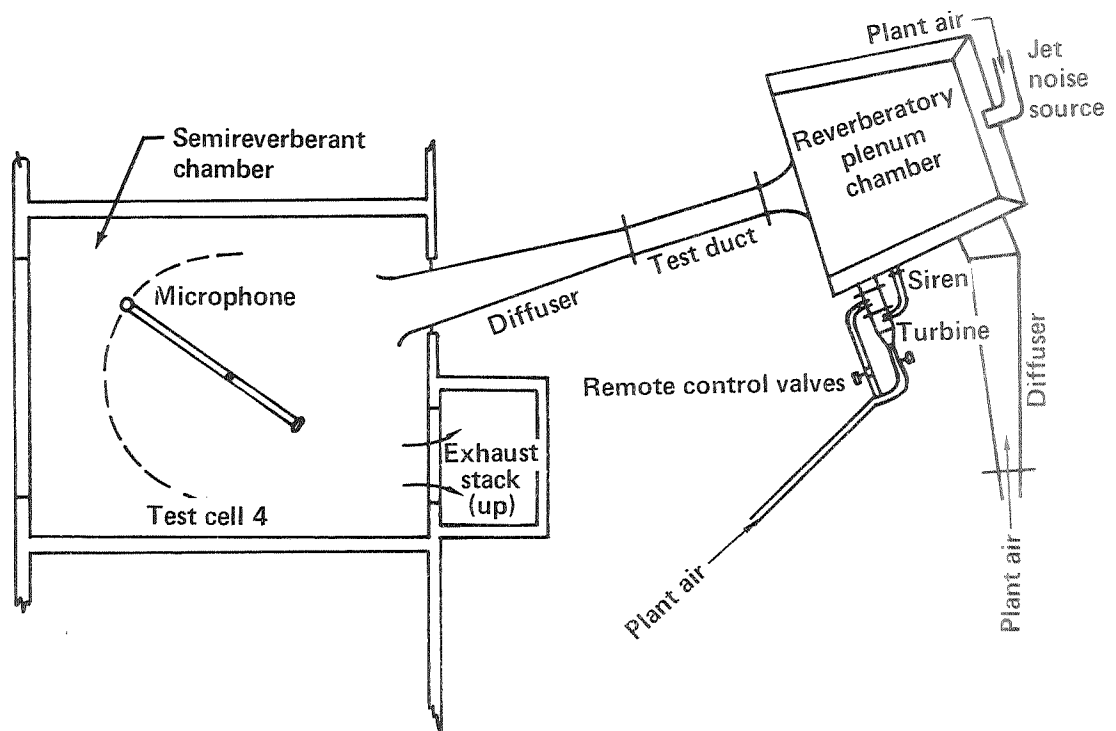 Plant air
Jet
noise
source
Semireverberant
chamber
Reverberatory
plenum
chamber
Test duct
Microphone
Diffuser
Siren
Turbine
Remote control valves
Diffuser
Exhaust
stack
(up)
Test cell 4
Plant air
Plant air